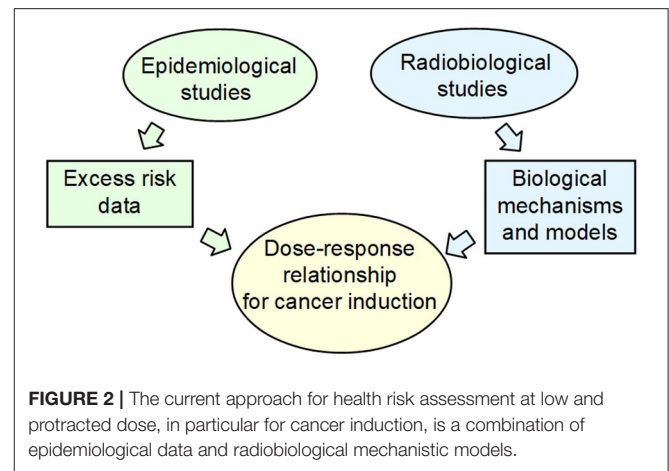 Epidemiological
studies
Radiobiological
studies
Excess risk
data
Biological
mechanisms
and models
Dose-response
relationship
for cancer induction
FIGURE 2 | The current approach for health risk assessment at low and
protracted dose, in particular for cancer induction, is a combination of
epidemiological data and radiobiological mechanistic models.